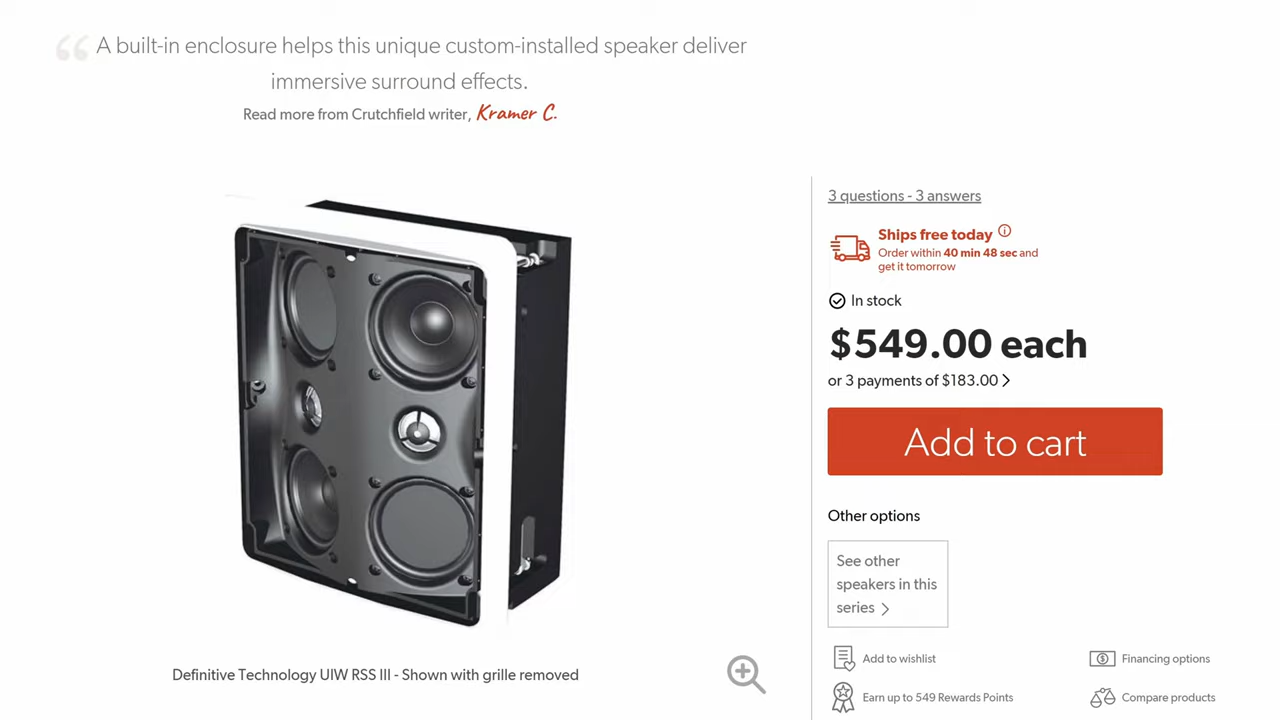 A built-in enclosure helps this unique custom-installed speaker deliver
immersive surround effects.
Read more from Crutchfield writer, Kramer C.
3 questions - 3 answers
Ships free today
Order within 40 min 48 sec and
get it tomorrow
In stock
$549.00 each
or 3 payments of $183.00
Add to cart
Other options
See other
speakers in this
series
Definitive Technology UIW RSS III - Shown with grille removed
Add to wishlist
Financing options
Earn up to 549 Rewards Points
Compare products